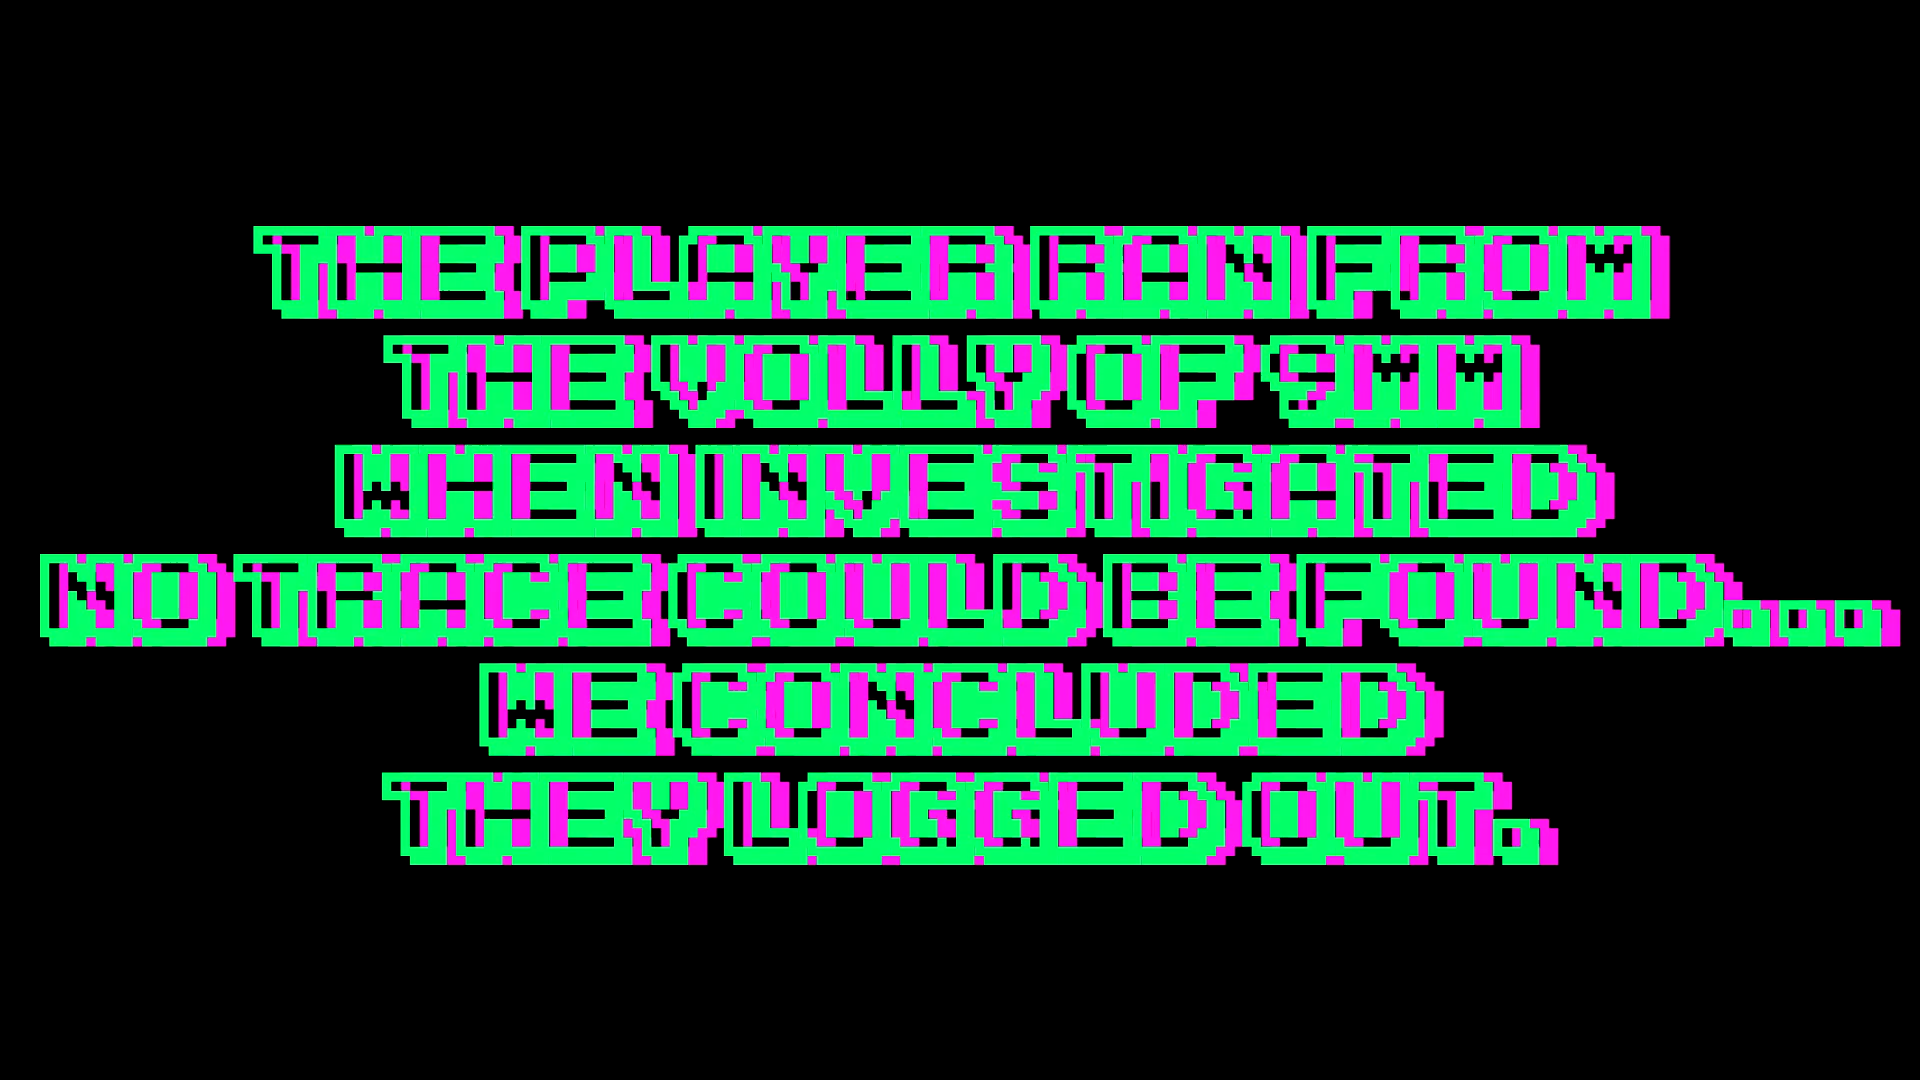 THE PLAYER RAN FROM
THE VOLLY OF 9MM
WHEN INVESTIGATED
NO TRACE COULD BE FOUND...
WE CONCLUDED
THEY LOGGED OUT.